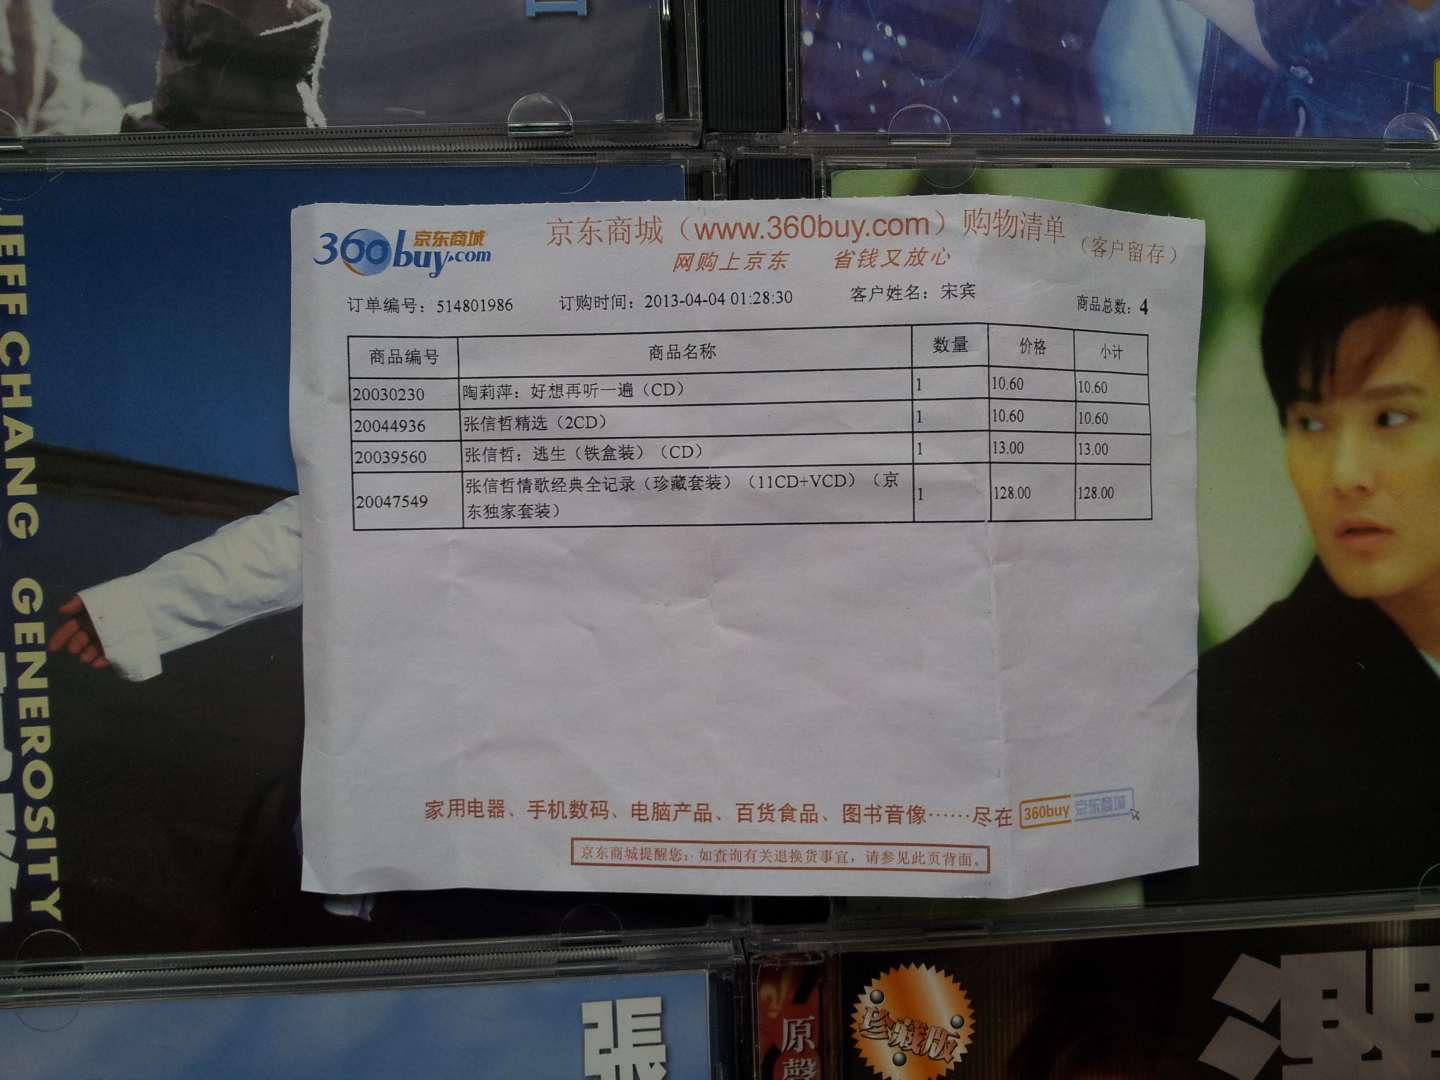 JEFF CHANG GENEROSITY
360buy.com 京东商城
京东商城（www.360buy.com）购物清单（客户留存）
网购上京东 省钱又放心
订单编号：514801986 订购时间：2013-04-04 01:28:30 客户姓名：宋宾 商品总数：4
商品编号 商品名称 数量 价格 小计
20030230 陶莉萍：好想再听一遍（CD） 1 10.60 10.60
20044936 张信哲精选（2CD） 1 10.60 10.60
20039560 张信哲：逃生（铁盒装）（CD） 1 13.00 13.00
20047549 张信哲情歌经典全记录（珍藏套装）（11CD+VCD）（京 1 128.00 128.00
东独家套装）
家用电器、手机数码、电脑产品、百货食品、图书音像……尽在 360buy 京东商城
京东商城提醒您：如查询有关退换货事宜，请参见此页背面。
張
原聲
珍藏版